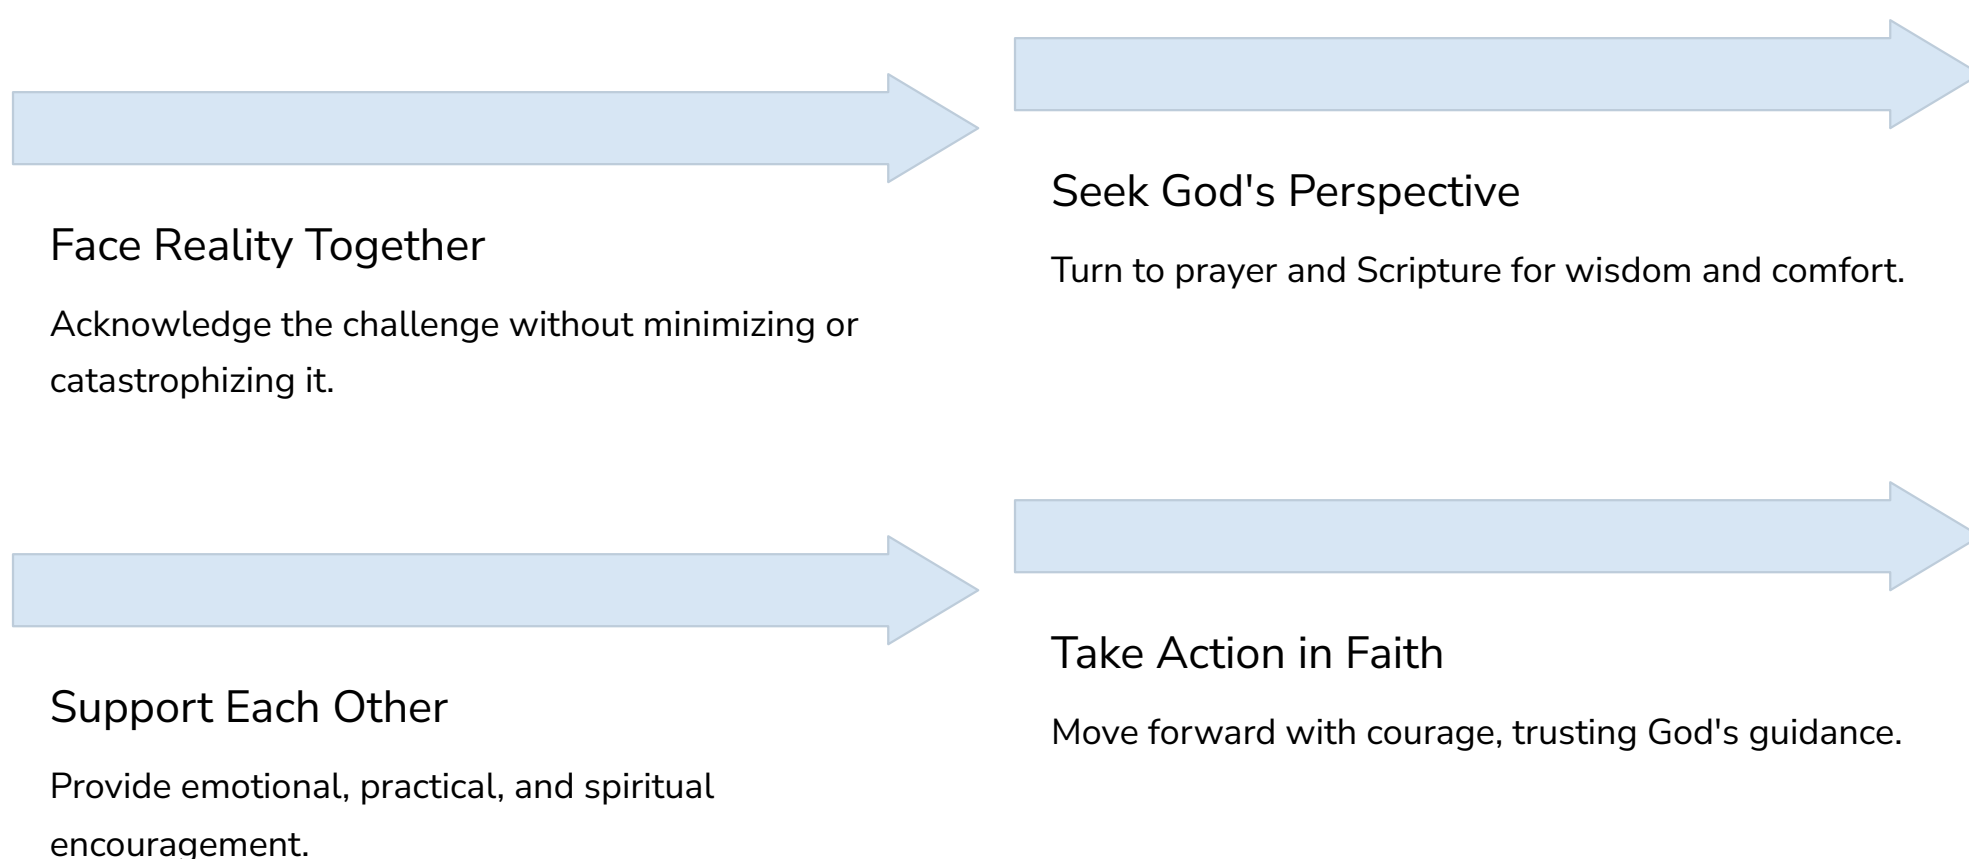 Face Reality Together
Acknowledge the challenge without minimizing or
catastrophizing it.
Seek God's Perspective
Turn to prayer and Scripture for wisdom and comfort.
Support Each Other
Provide emotional, practical, and spiritual
encouragement.
Take Action in Faith
Move forward with courage, trusting God's guidance.